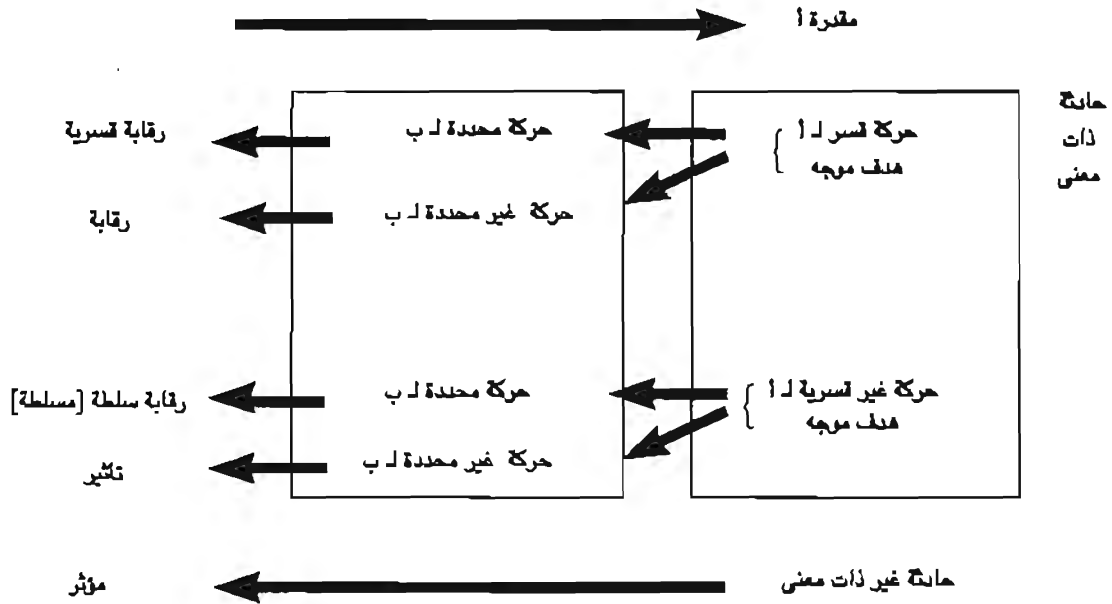 مقدرة أ
حادثة
ذات
معنى
حركة قسر لـ أ
هدف موجه
حركة محددة لـ ب
رقابة قسرية
حركة غير محددة لـ ب
رقابة
حركة غير قسرية لـ أ
هدف موجه
حركة محددة لـ ب
رقابة سلطة [مسلطة]
حركة غير محددة لـ ب
تأثير
حادثة غير ذات معنى
مؤثر